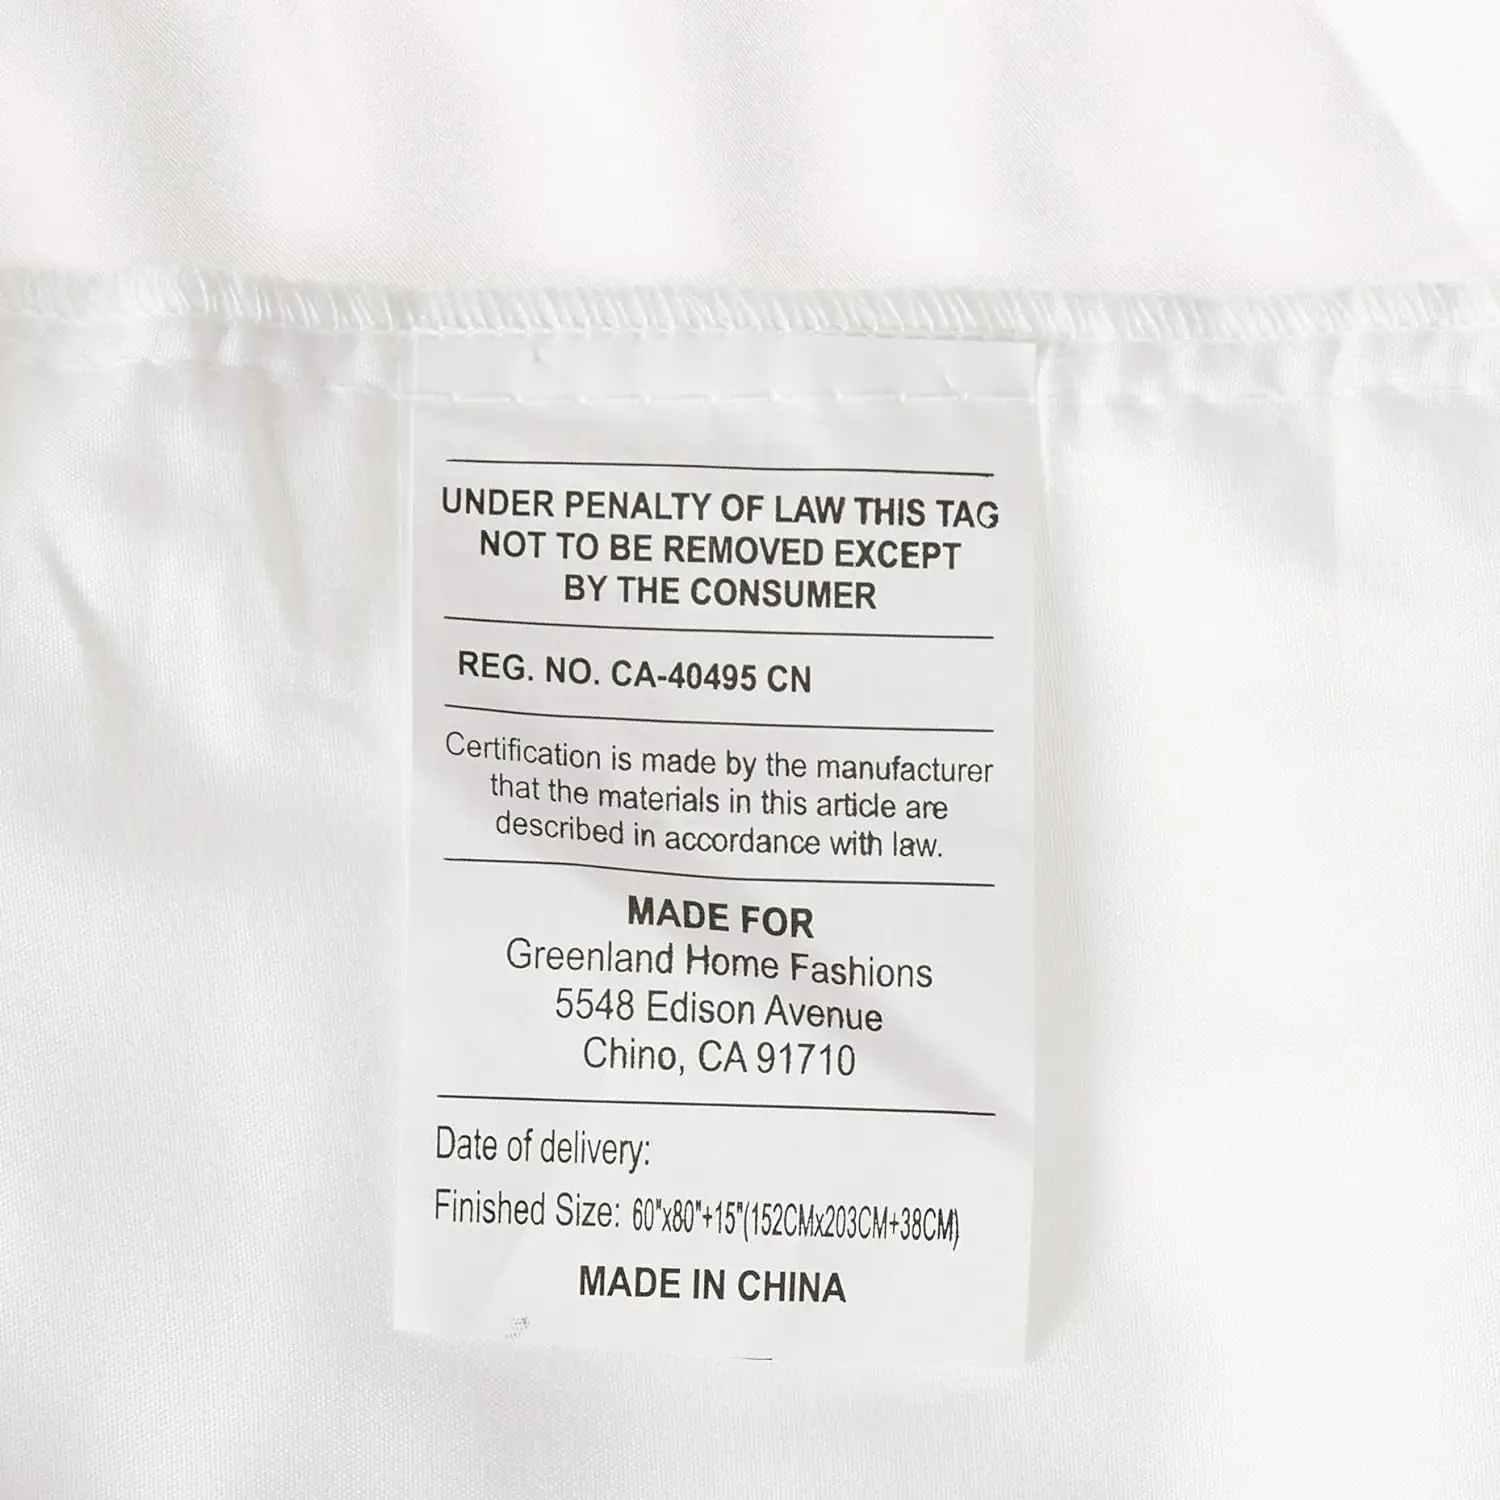 UNDER PENALTY OF LAW THIS TAG
NOT TO BE REMOVED EXCEPT
BY THE CONSUMER
REG. NO. CA-40495 CN
Certification is made by the manufacturer
that the materials in this article are
described in accordance with law.
MADE FOR
Greenland Home Fashions
5548 Edison Avenue
Chino, CA 91710
Date of delivery:
Finished Size: 60"x80"+15"(152CMx203CM+38CM)
MADE IN CHINA